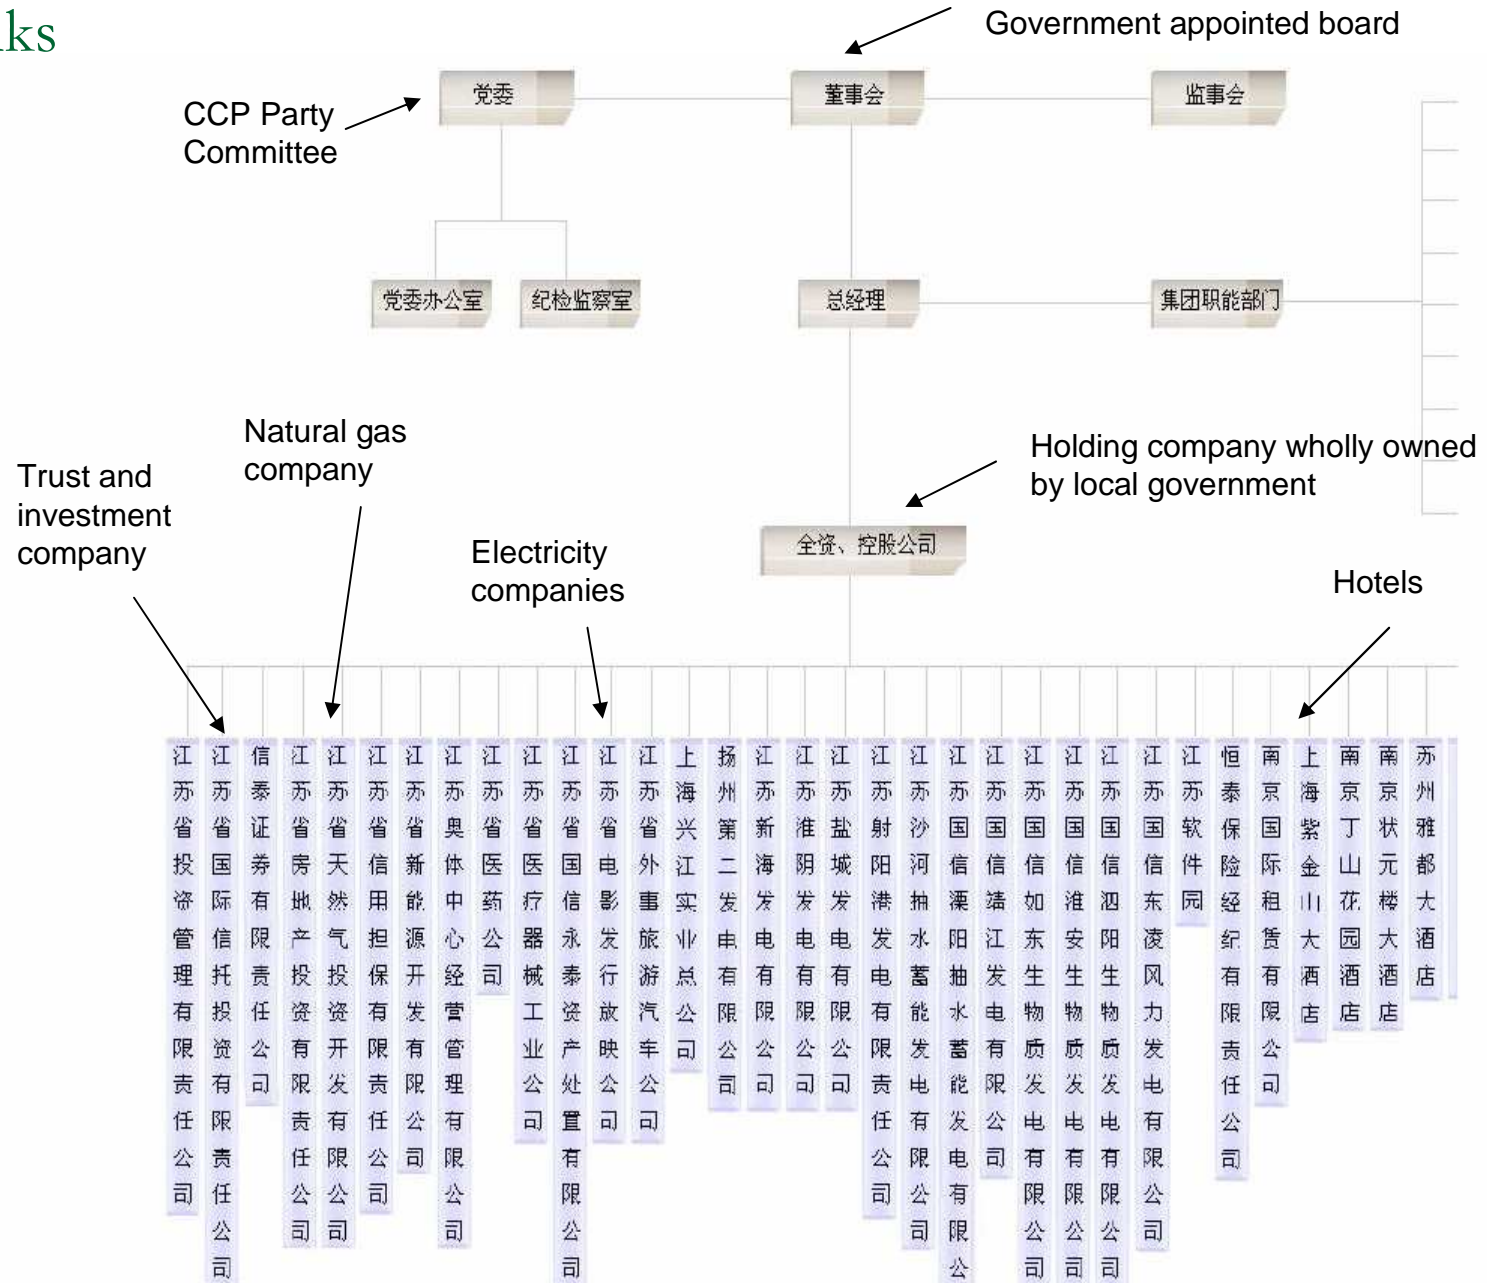 ks
Government appointed board
党委
董事会
监事会
CCP Party
Committee
党委办公室
纪检监察室
总经理
集团职能部门
Natural gas
company
Holding company wholly owned
by local government
Trust and
investment
company
全资、控股公司
Electricity
companies
Hotels
江苏省投资管理有限责任公司
江苏省国际信托投资有限责任公司
信泰证券有限责任公司
江苏省房地产投资有限责任公司
江苏省天然气投资开发有限公司
江苏省信用担保有限责任公司
江苏省新能源开发有限公司
江苏奥体中心经营管理有限公司
江苏省医药公司
江苏省医疗器械工业公司
江苏省国信永泰资产处置有限公司
江苏省电影发行放映公司
江苏省外事旅游汽车公司
上海兴江实业总公司
扬州第二发电有限公司
江苏新海发电有限公司
江苏淮阴发电有限公司
江苏盐城发电有限公司
江苏射阳港发电有限责任公司
江苏沙河抽水蓄能发电有限公司
江苏国信溧阳抽水蓄能发电有限公
江苏国信靖江发电有限公司
江苏国信如东生物质发电有限公司
江苏国信淮安生物质发电有限公司
江苏国信泗阳生物质发电有限公司
江苏国信东凌风力发电有限公司
江苏软件园
恒泰保险经纪有限责任公司
南京国际租赁有限公司
上海紫金山大酒店
南京丁山花园酒店
南京状元楼大酒店
苏州雅都大酒店